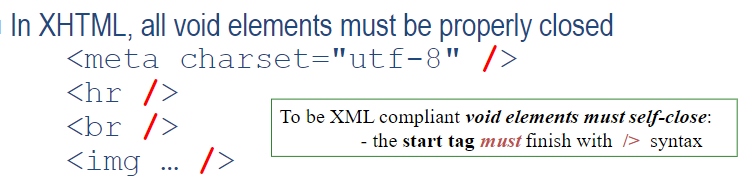 In XHTML, all void elements must be properly closed
<meta charset="utf-8" />
<hr />
<br />
<img … />
To be XML compliant void elements must self-close:
- the start tag must finish with /> syntax